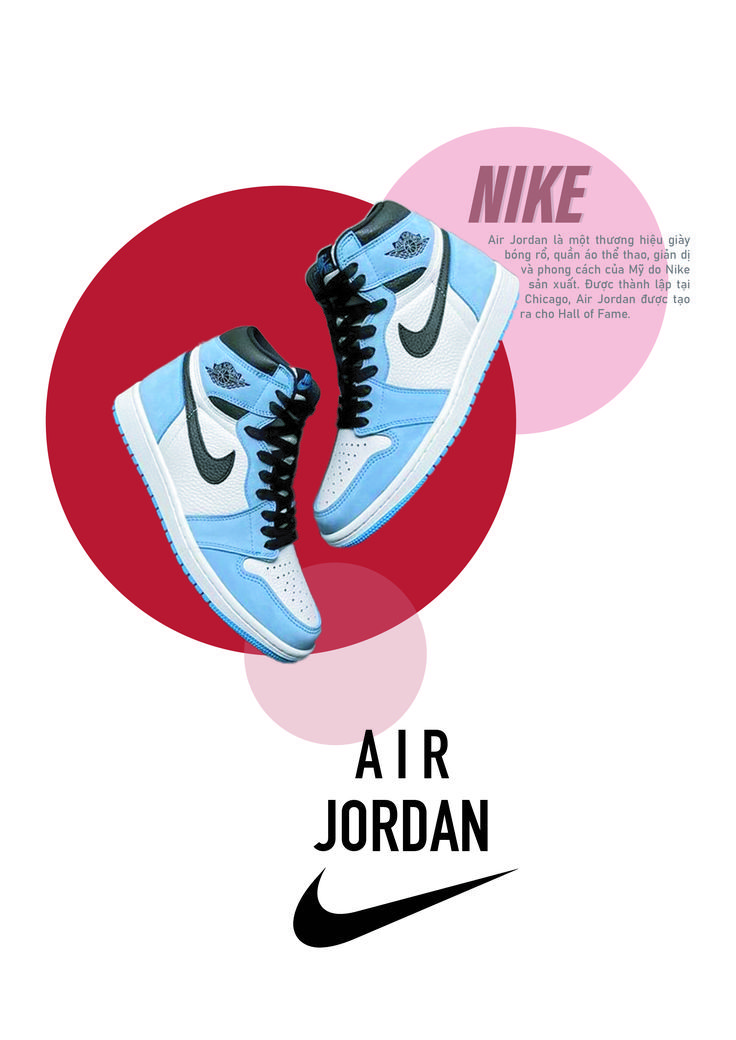 NIKE
Air Jordan là một thương hiệu giày
bóng rổ, quần áo thể thao, giản dị
và phong cách của Mỹ do Nike
sản xuất. Được thành lập tại
Chicago, Air Jordan được tạo
ra cho Hall of Fame.
AIR
JORDAN